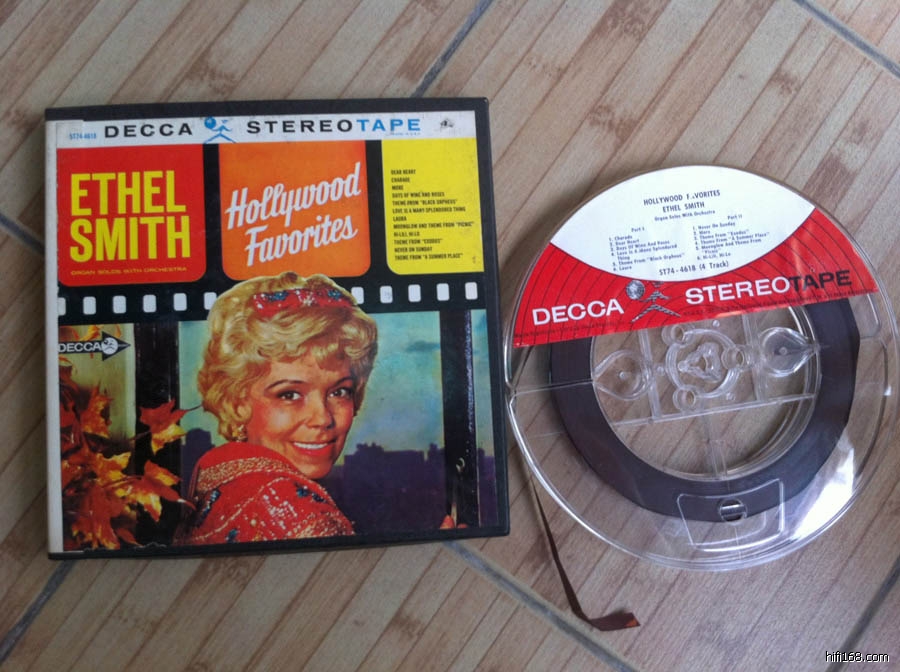 ST74-4618 DECCA STEREOTAPE
ETHEL
SMITH
ORGAN SOLOS WITH ORCHESTRA
Hollywood
Favorites
DEAR HEART
CHARADE
MORE
DAYS OF WINE AND ROSES
THEME FROM "BLACK ORPHEUS"
LOVE IS A MANY SPLENDORED THING
LAURA
MOONGLOW AND THEME FROM "PICNIC"
HI-LILI, HI-LO
THEME FROM "EXODUS"
NEVER ON SUNDAY
THEME FROM "A SUMMER PLACE"
DECCA
HOLLYWOOD F VORITES
ETHEL SMITH
Organ Solos With Orchestra
Part I
1. Charade
2. Dear Heart
3. Days Of Wine And Roses
4. Love Is A Many Splendored
Thing
5. Theme From "Black Orpheus"
6. Laura
Part II
1. Never On Sunday
2. More
3. Theme From "Exodus"
4. Theme From "A Summer Place"
5. Moonglow And Theme From
"Picnic"
6. Hi-Lili, Hi-Lo
ST74-4618 (4 Track)
DECCA STEREOTAPE
hifi168.com